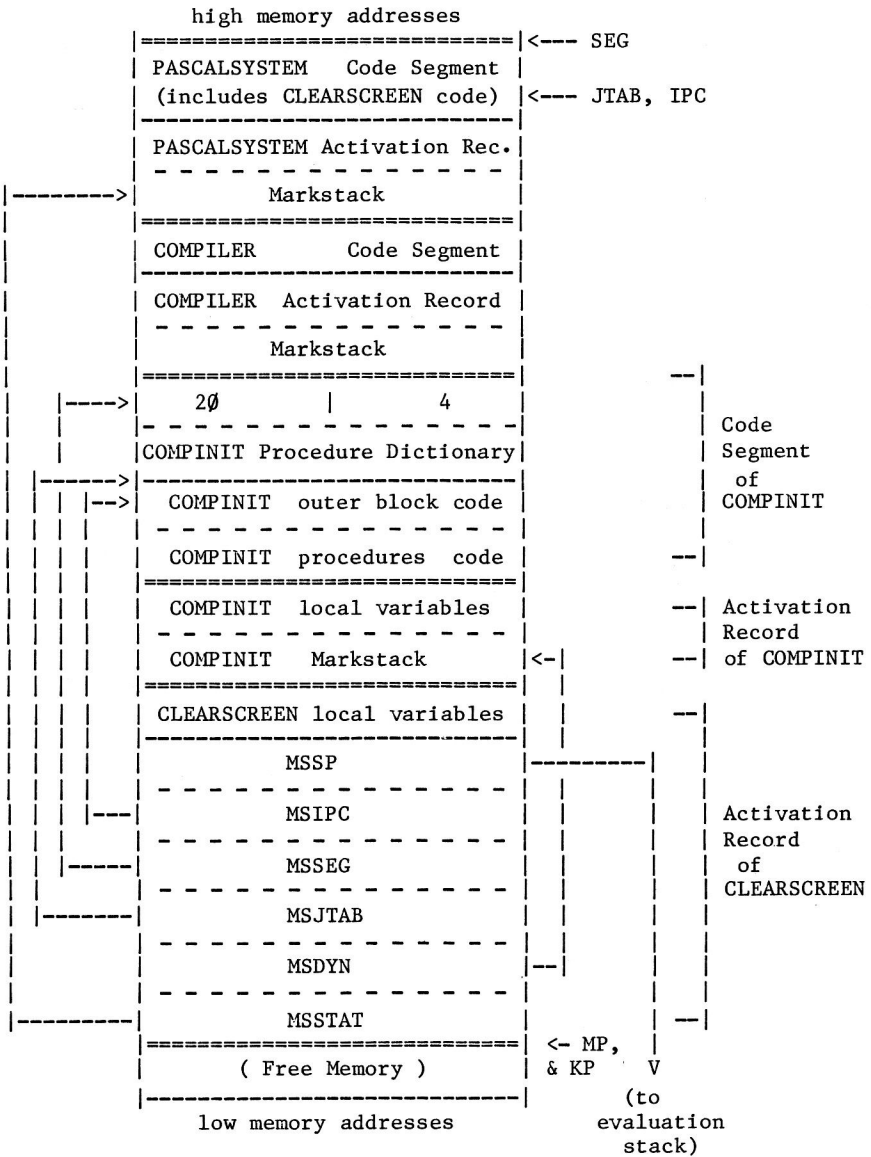 high memory addresses
<--- SEG
PASCALSYSTEM Code Segment
(includes CLEARSCREEN code) <--- JTAB, IPC
PASCALSYSTEM Activation Rec.
Markstack
COMPILER Code Segment
COMPILER Activation Record
Markstack
2Ø | 4
Code
COMPINIT Procedure Dictionary Segment
of
COMPINIT outer block code COMPINIT
COMPINIT procedures code
COMPINIT local variables Activation
Record
COMPINIT Markstack of COMPINIT
CLEARSCREEN local variables
MSSP
MSIPC Activation
Record
MSSEG of
CLEARSCREEN
MSJTAB
MSDYN
MSSTAT
<- MP,
( Free Memory ) & KP V
(to
low memory addresses evaluation
stack)